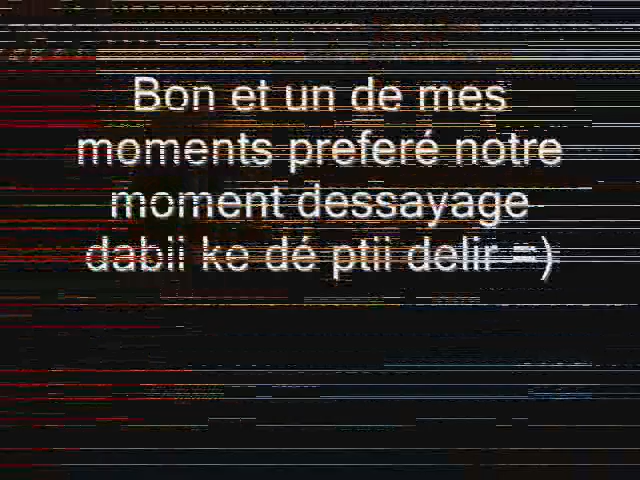 Bon et un de mes
moments preferé notre
moment dessayage
dabii ke dé ptii delir =)